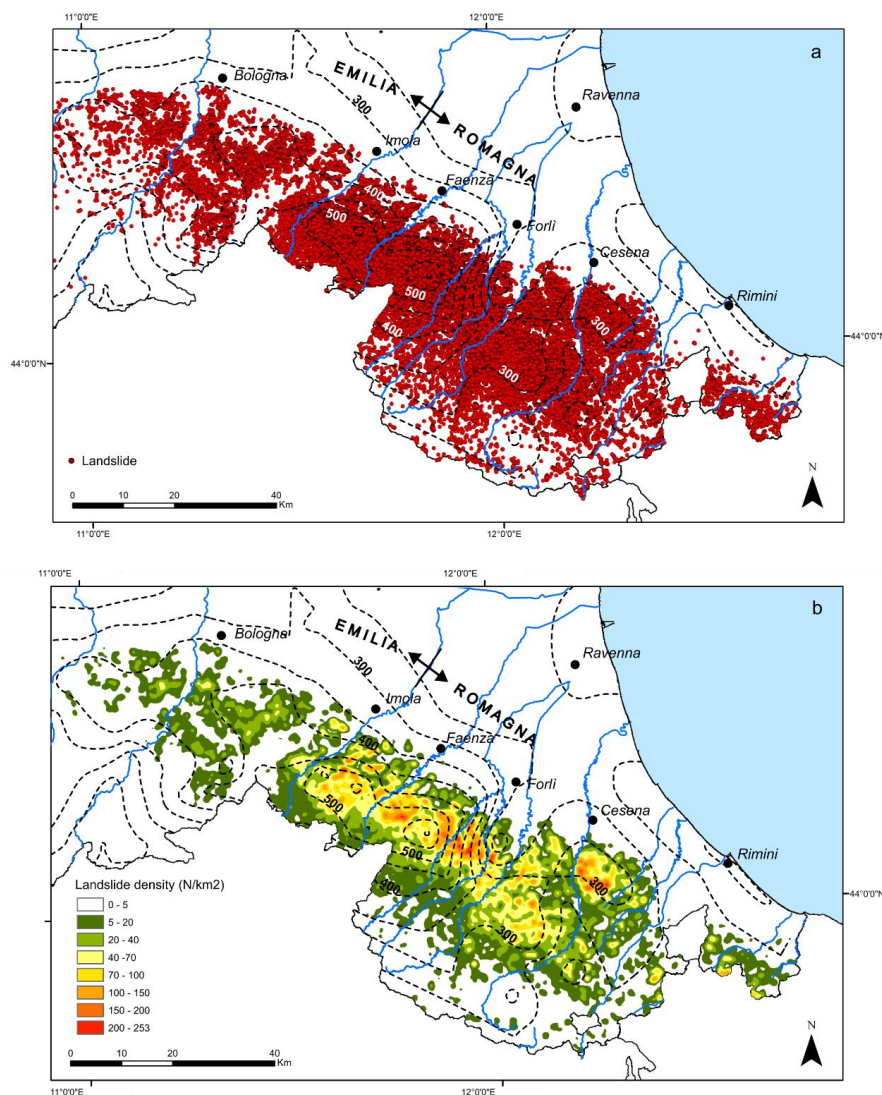 11°0'0"E
12°0'0"E
a
Bologna
EMILIA
300
Ravenna
ROMAGNA
Imola
400
Faenza
500
Forlì
Cesena
500
Rimini
400
300
44°0'0"N
44°0'0"N
300
Landslide
N
0 10 20 40
Km
11°0'0"E
12°0'0"E
11°0'0"E
12°0'0"E
b
Bologna
EMILIA
300
Ravenna
ROMAGNA
Imola
400
Faenza
500
Forlì
Cesena
500
Rimini
400
300
44°0'0"N
300
Landslide density (N/km2)
0 - 5
5 - 20
20 - 40
40 -70
70 - 100
100 - 150
150 - 200
200 - 253
N
0 10 20 40
Km
11°0'0"E
12°0'0"E